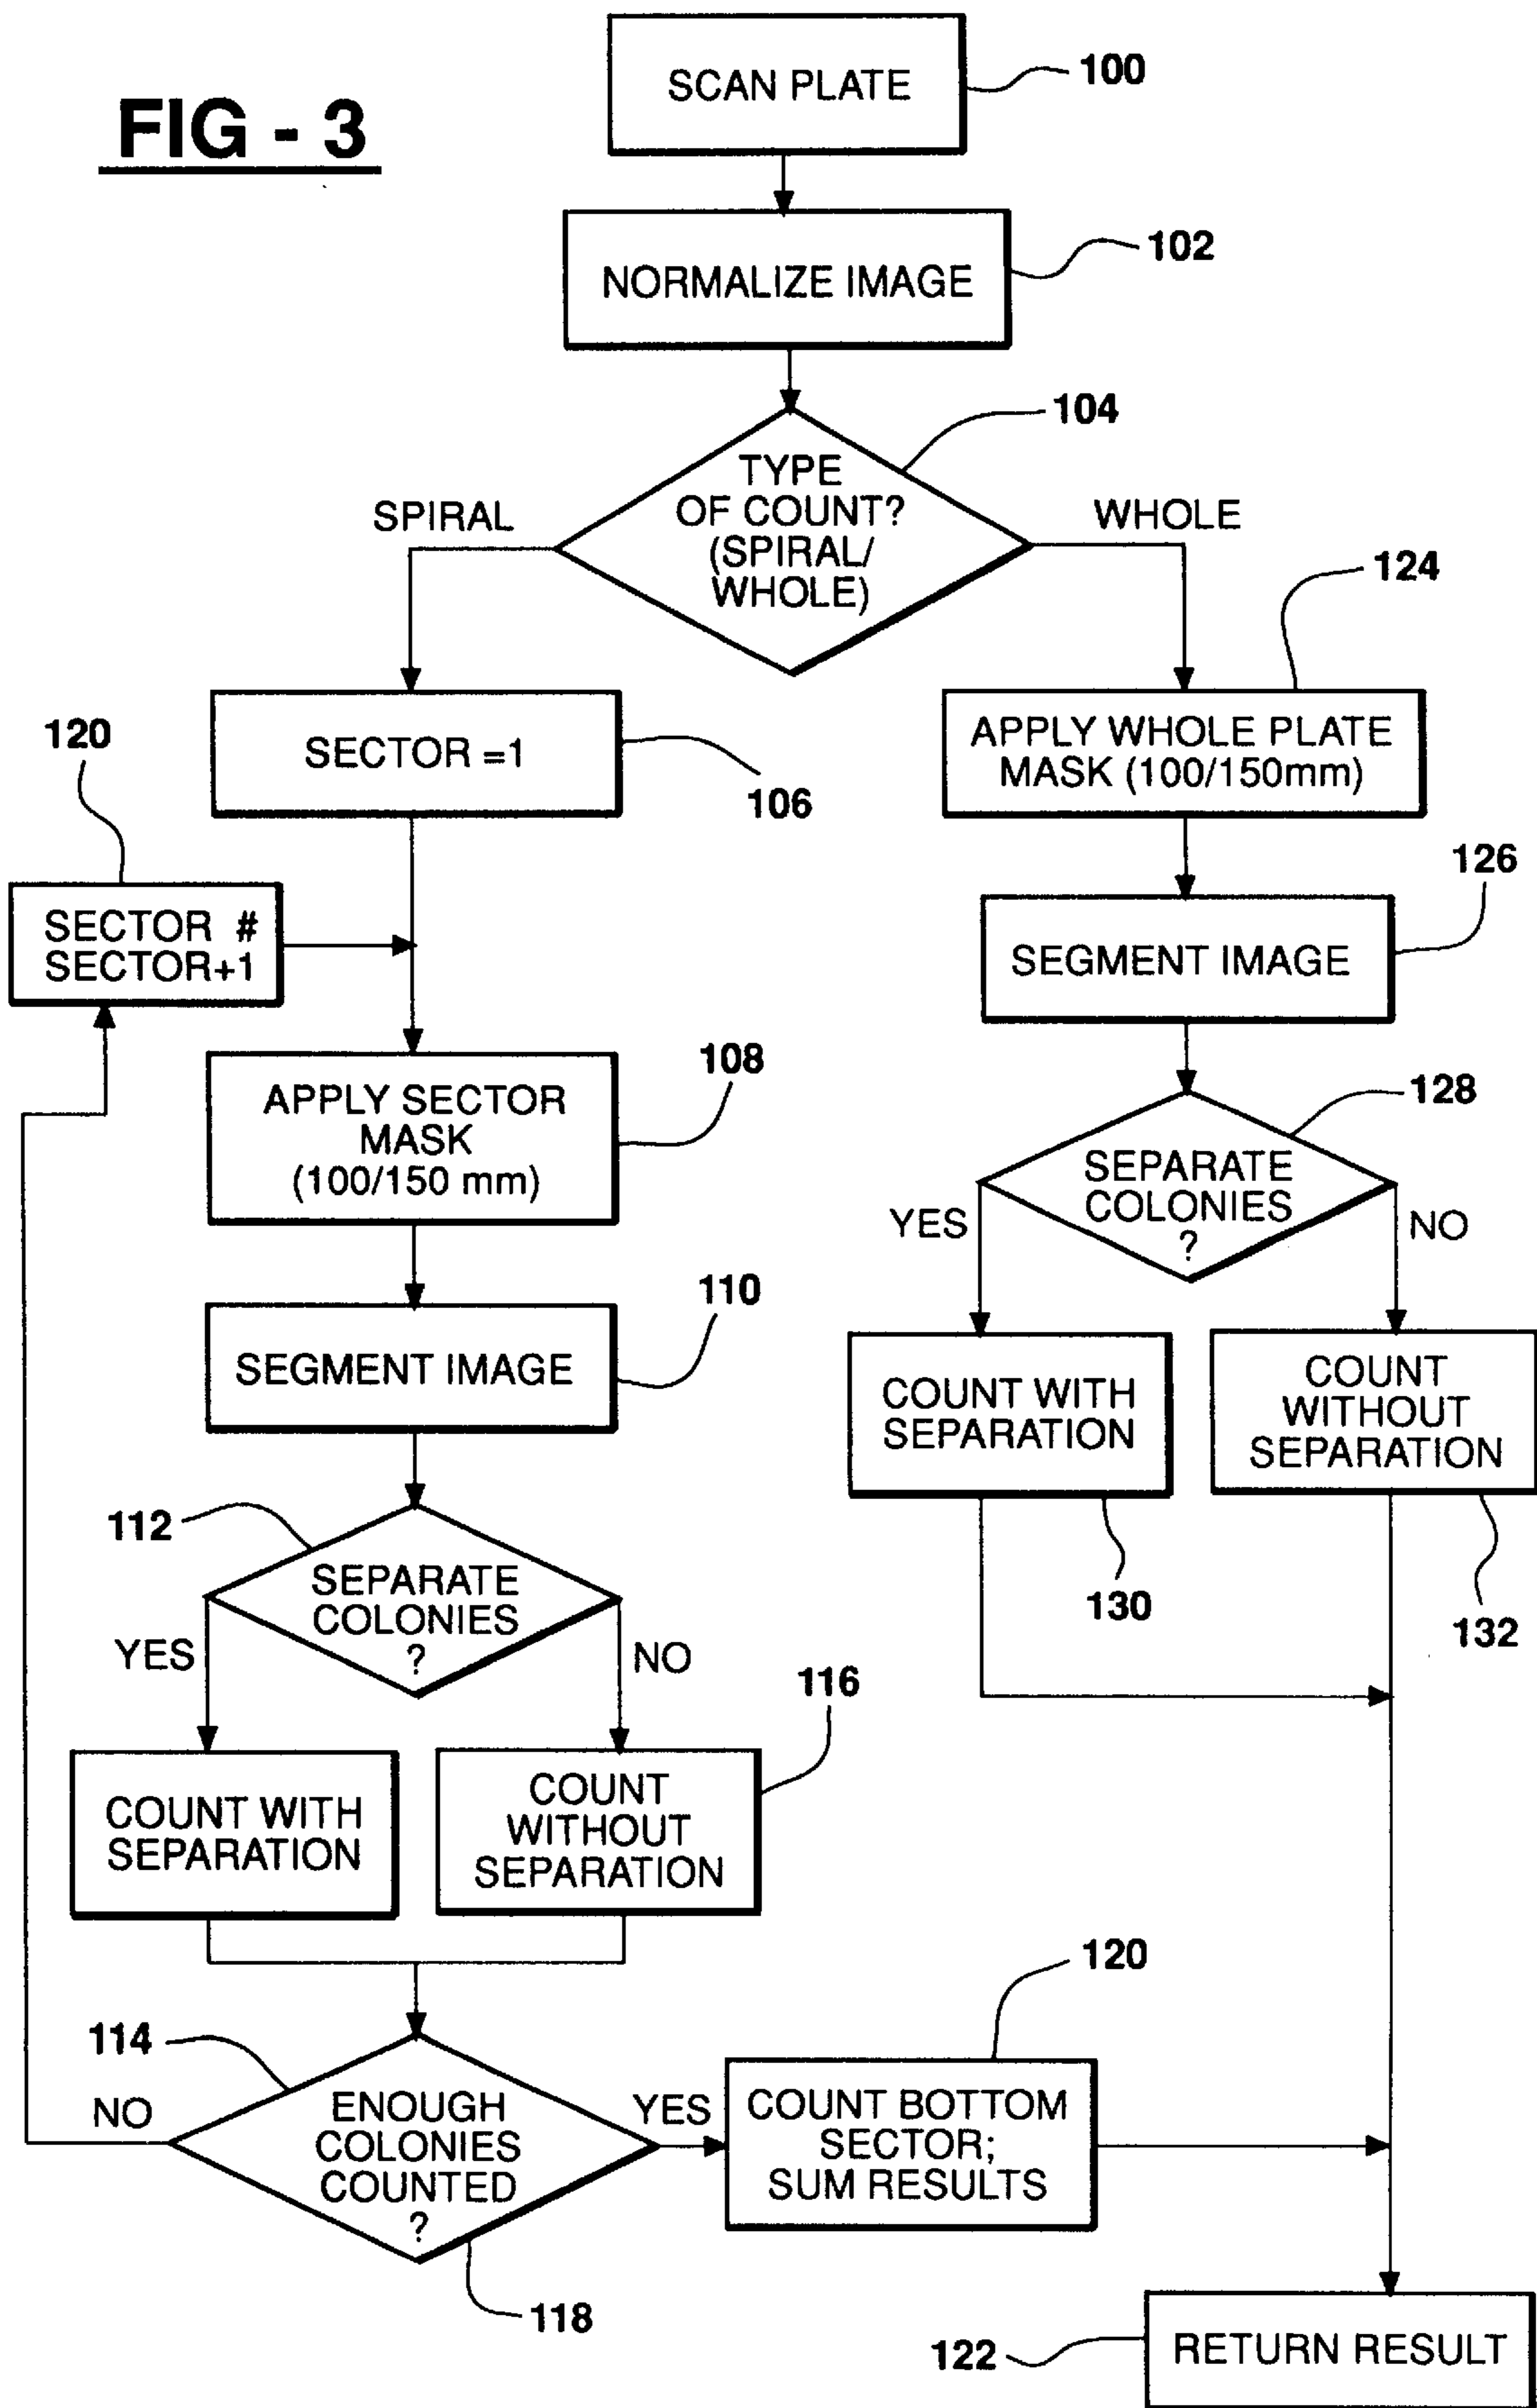 FIG - 3
SCAN PLATE
100
NORMALIZE IMAGE
102
104
TYPE
OF COUNT?
(SPIRAL/
WHOLE)
SPIRAL
WHOLE
124
SECTOR =1
106
APPLY WHOLE PLATE
MASK (100/150mm)
120
SECTOR #
SECTOR+1
126
SEGMENT IMAGE
108
APPLY SECTOR
MASK
(100/150 mm)
128
SEPARATE
COLONIES
?
YES
NO
110
SEGMENT IMAGE
COUNT WITH
SEPARATION
130
COUNT
WITHOUT
SEPARATION
132
112
SEPARATE
COLONIES
?
YES
NO
116
COUNT WITH
SEPARATION
COUNT
WITHOUT
SEPARATION
114
NO
ENOUGH
COLONIES
COUNTED
?
YES
118
120
COUNT BOTTOM
SECTOR;
SUM RESULTS
122
RETURN RESULT